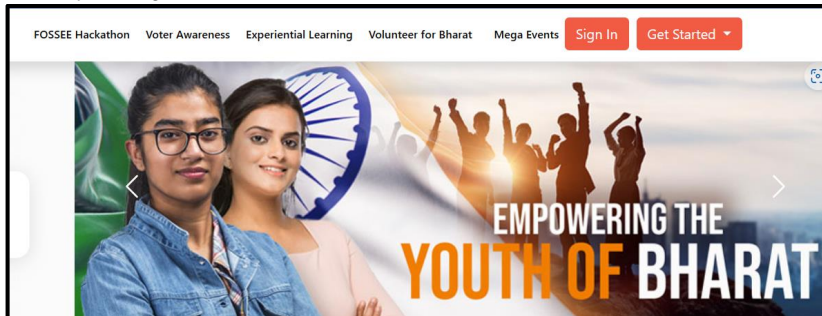 FOSSEE Hackathon Voter Awareness Experiential Learning Volunteer for Bharat Mega Events Sign In Get Started
EMPOWERING THE
YOUTH OF BHARAT